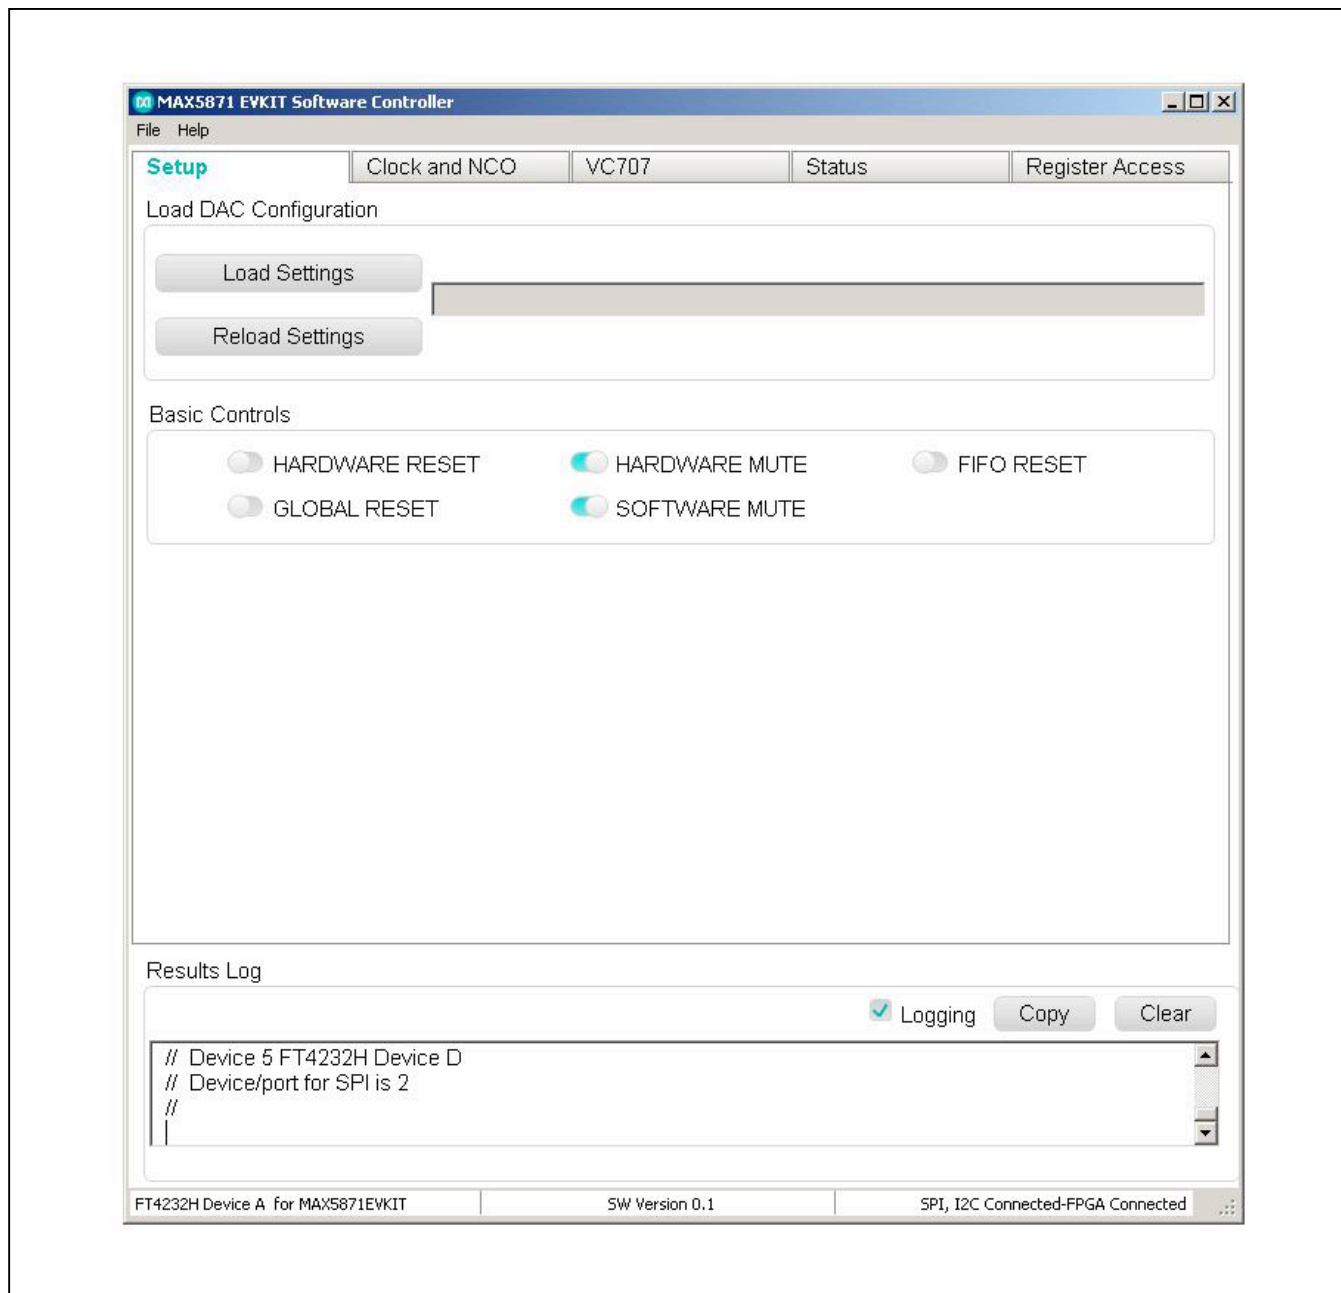 MAX5871 EVKIT Software Controller
File Help
Setup Clock and NCO VC707 Status Register Access
Load DAC Configuration
Load Settings
Reload Settings
Basic Controls
HARDWARE RESET HARDWARE MUTE FIFO RESET
GLOBAL RESET SOFTWARE MUTE
Results Log
Logging Copy Clear
// Device 5 FT4232H Device D
// Device/port for SPI is 2
//
FT4232H Device A for MAX5871EVKIT SW Version 0.1 SPI, I2C Connected-FPGA Connected